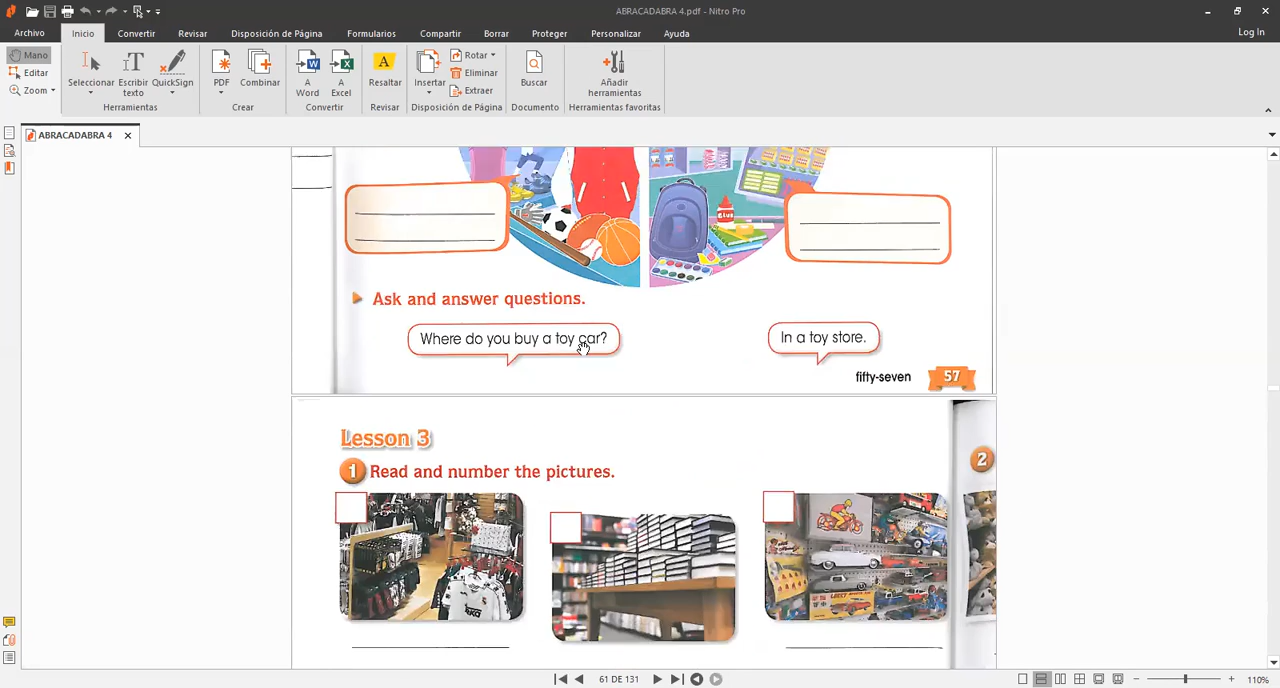 ABRACADABRA 4.pdf - Nitro Pro
Archivo Inicio Convertir Revisar Disposición de Página Formularios Compartir Borrar Proteger Personalizar Ayuda Log In
Mano
Editar
Zoom
Seleccionar
Escribir texto
QuickSign
Herramientas
PDF
Combinar
Crear
A Word
A Excel
Convertir
Resaltar
Revisar
Insertar
Rotar
Eliminar
Extraer
Disposición de Página
Buscar
Documento
Añadir herramientas
Herramientas favoritas
ABRACADABRA 4
GLUE
Ask and answer questions.
Where do you buy a toy car?
In a toy store.
fifty-seven 57
Lesson 3
1 Read and number the pictures.
2
61 DE 131
110%